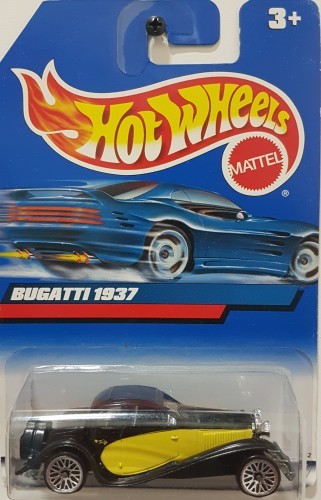 3+
Hot Wheels
MATTEL
®
BUGATTI 1937